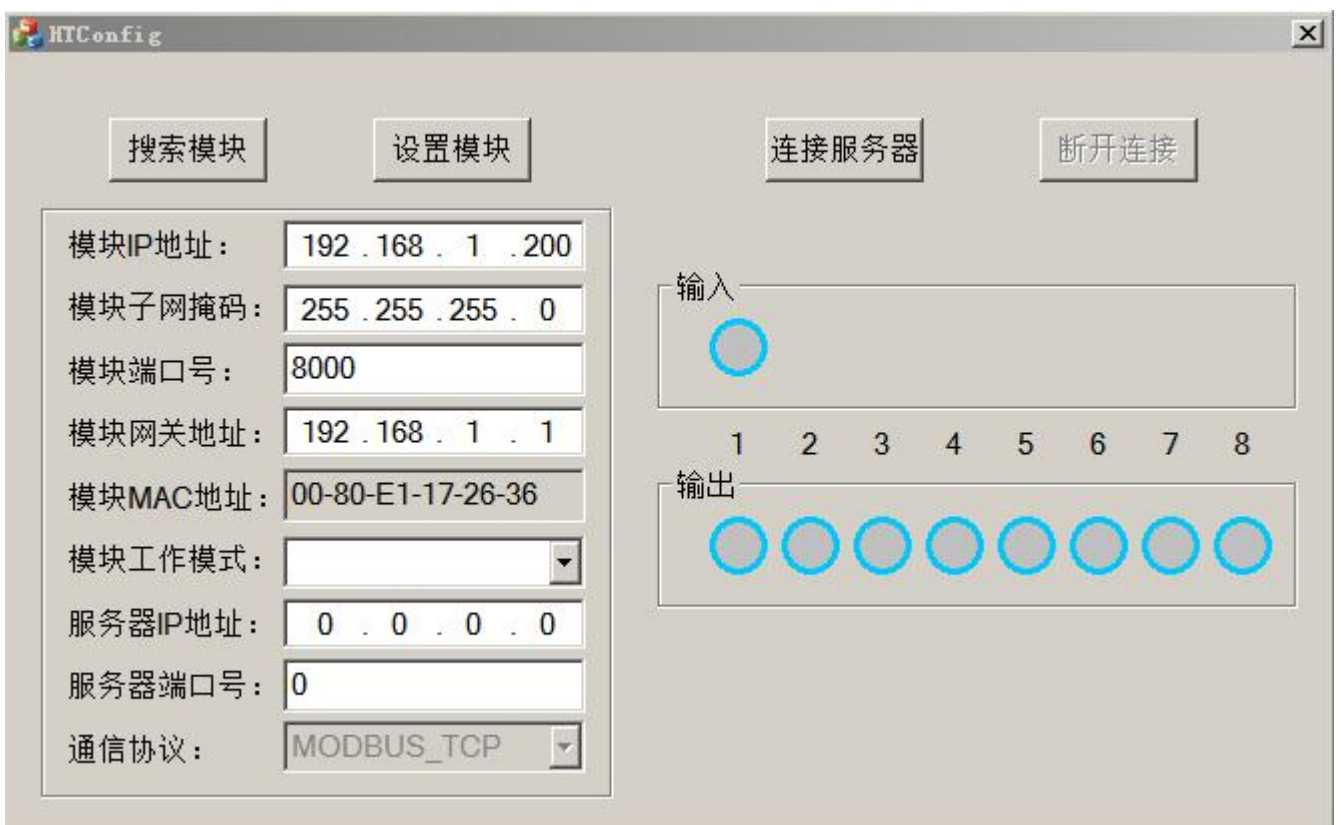 HTConfig
搜索模块 设置模块 连接服务器 断开连接
模块IP地址： 192 . 168 . 1 . 200
模块子网掩码： 255 . 255 . 255 . 0
模块端口号： 8000
模块网关地址： 192 . 168 . 1 . 1
模块MAC地址： 00-80-E1-17-26-36
模块工作模式：
服务器IP地址： 0 . 0 . 0 . 0
服务器端口号： 0
通信协议： MODBUS_TCP
输入
1 2 3 4 5 6 7 8
输出